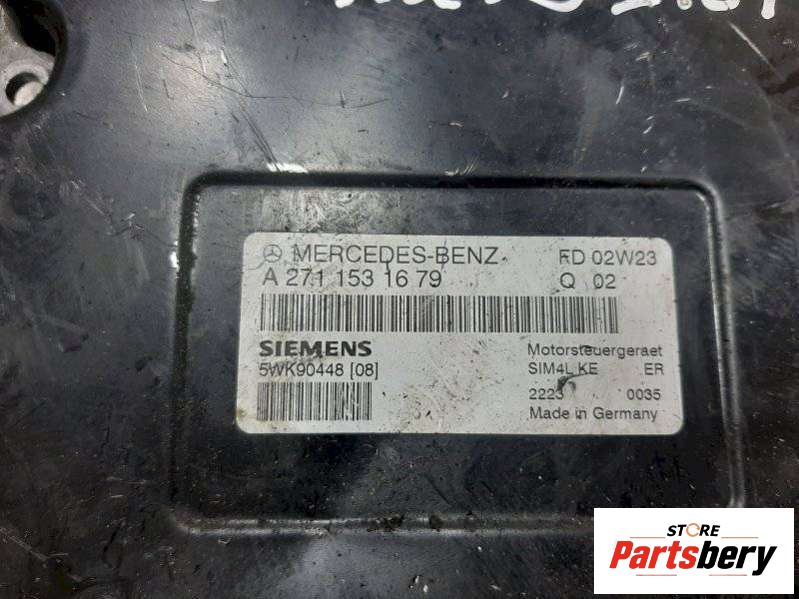 MERCEDES-BENZ FD 02W23
A 271 153 16 79 Q 02
SIEMENS Motorsteuergeraet
5WK90448 [08] SIM4LKE ER
2223 0035
Made in Germany
STORE
Partsbery